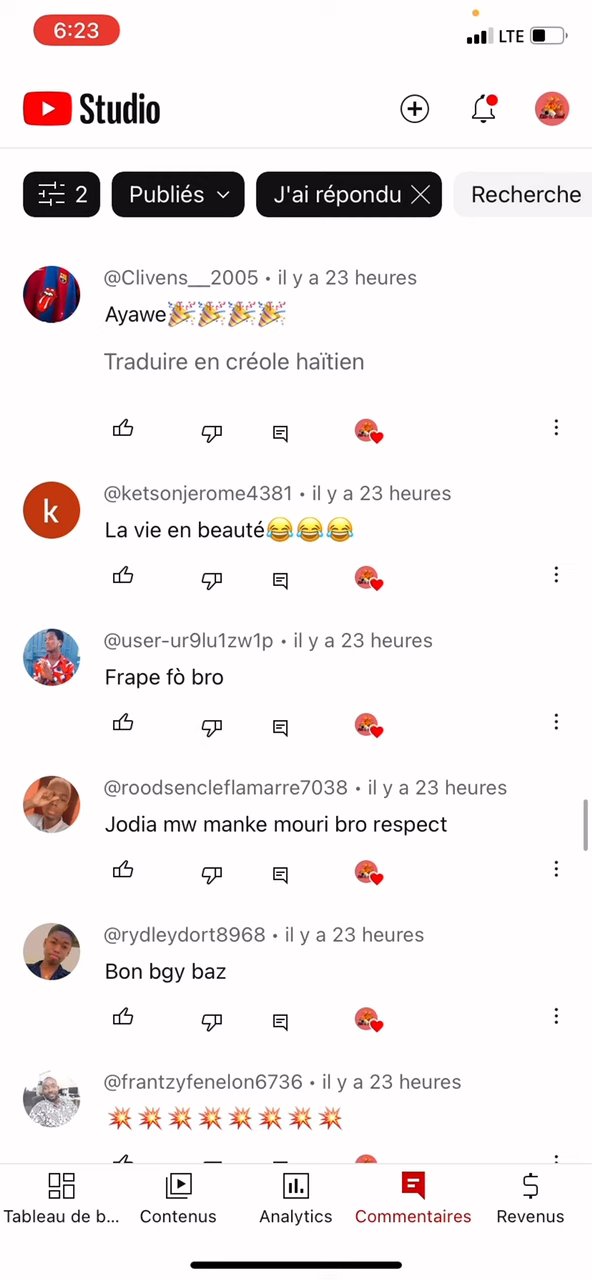 6:23
LTE
Studio
2
Publiés
J'ai répondu
Recherche
@Clivens__2005 • il y a 23 heures
Ayawe🎉🎉🎉🎉
Traduire en créole haïtien
@ketsonjerome4381 • il y a 23 heures
k
La vie en beauté😂😂😂
@user-ur9lu1zw1p • il y a 23 heures
Frape fò bro
@roodsencleflamarre7038 • il y a 23 heures
Jodia mw manke mouri bro respect
@rydleydort8968 • il y a 23 heures
Bon bgy baz
@frantzyfenelon6736 • il y a 23 heures
💥💥💥💥💥💥💥💥
Tableau de b...
Contenus
Analytics
Commentaires
Revenus